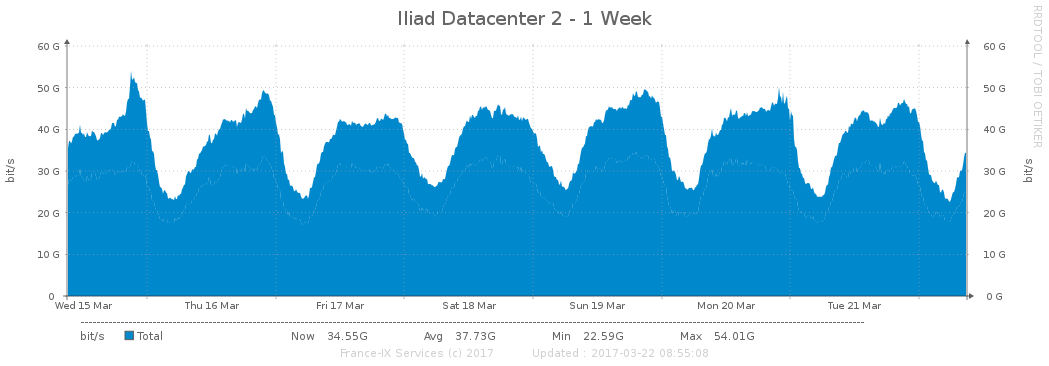 Iliad Datacenter 2 - 1 Week
RRDTOOL / TOBI OETIKER
60 G 60 G
50 G 50 G
40 G 40 G
30 G 30 G
20 G 20 G
10 G 10 G
0 0 G
bit/s bit/s
Wed 15 Mar Thu 16 Mar Fri 17 Mar Sat 18 Mar Sun 19 Mar Mon 20 Mar Tue 21 Mar
bit/s Total Now 34.55G Avg 37.73G Min 22.59G Max 54.01G
France-IX Services (c) 2017 Updated : 2017-03-22 08:55:08